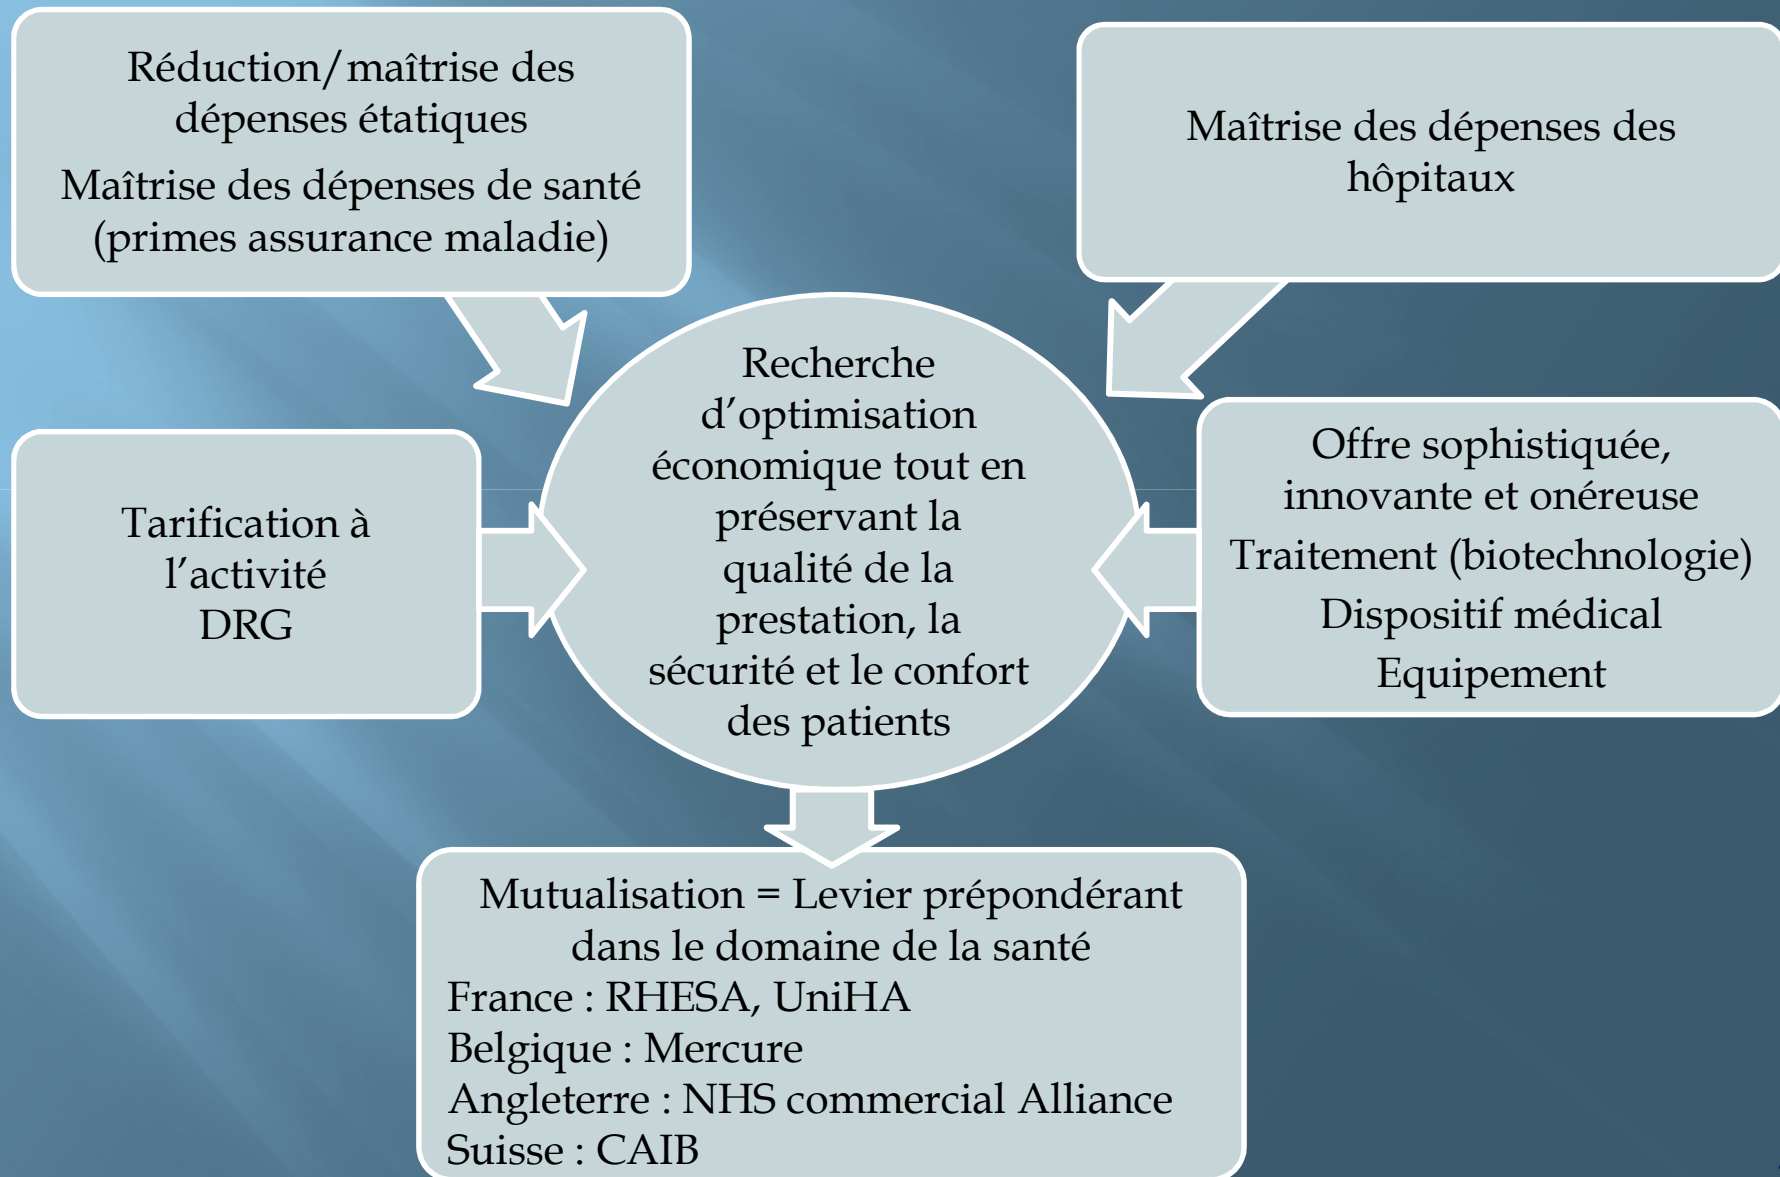 Réduction/maîtrise des
dépenses étatiques
Maîtrise des dépenses de santé
(primes assurance maladie)
Maîtrise des dépenses des
hôpitaux
Recherche
d’optimisation
économique tout en
préservant la
qualité de la
prestation, la
sécurité et le confort
des patients
Tarification à
l’activité
DRG
Offre sophistiquée,
innovante et onéreuse
Traitement (biotechnologie)
Dispositif médical
Equipement
Mutualisation = Levier prépondérant
dans le domaine de la santé
France : RHESA, UniHA
Belgique : Mercure
Angleterre : NHS commercial Alliance
Suisse : CAIB